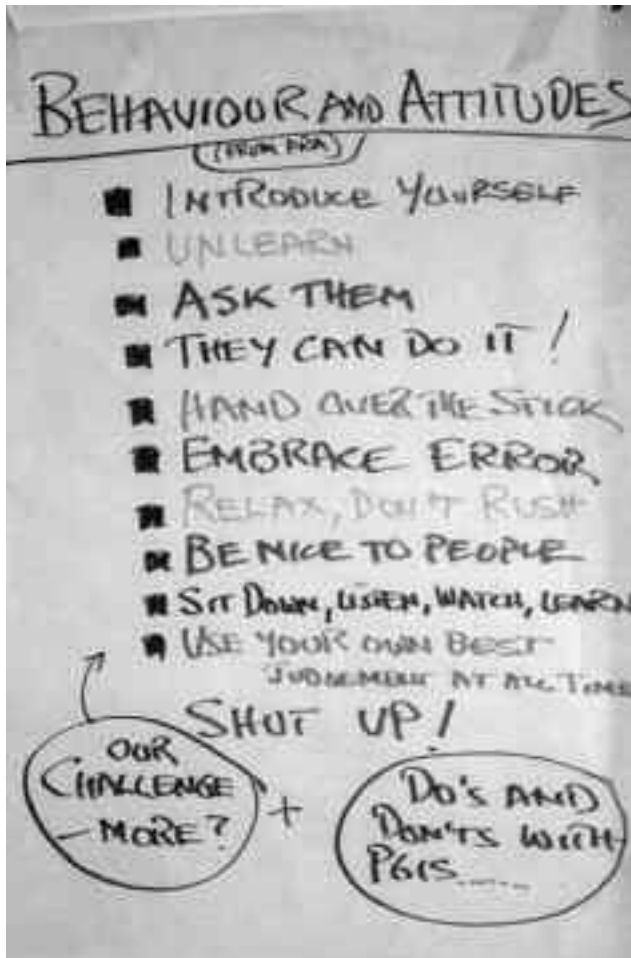 BEHAVIOUR AND ATTITUDES
(FROM PRA)
INTRODUCE YOURSELF
UNLEARN
ASK THEM
THEY CAN DO IT!
HAND OVER THE STICK
EMBRACE ERROR
RELAX, DON'T RUSH
BE NICE TO PEOPLE
SIT DOWN, LISTEN, WATCH, LEARN
USE YOUR OWN BEST
JUDGEMENT AT ALL TIME
SHUT UP!
OUR
CHALLENGE
- MORE?
+
DO'S AND
DON'TS WITH
PGIS.....